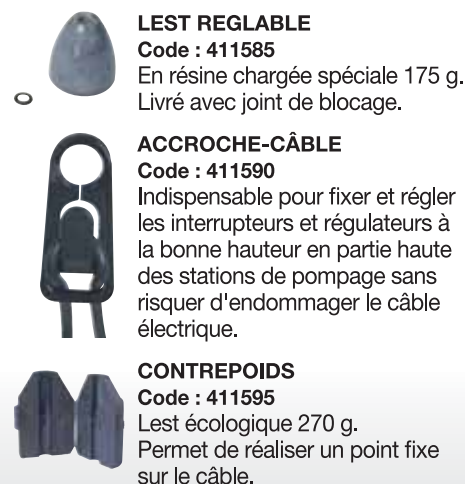 LEST REGLABLE
Code : 411585
En résine chargée spéciale 175 g.
Livré avec joint de blocage.
ACCROCHE-CÂBLE
Code : 411590
Indispensable pour fixer et régler
les interrupteurs et régulateurs à
la bonne hauteur en partie haute
des stations de pompage sans
risquer d'endommager le câble
électrique.
CONTREPOIDS
Code : 411595
Lest écologique 270 g.
Permet de réaliser un point fixe
sur le câble.